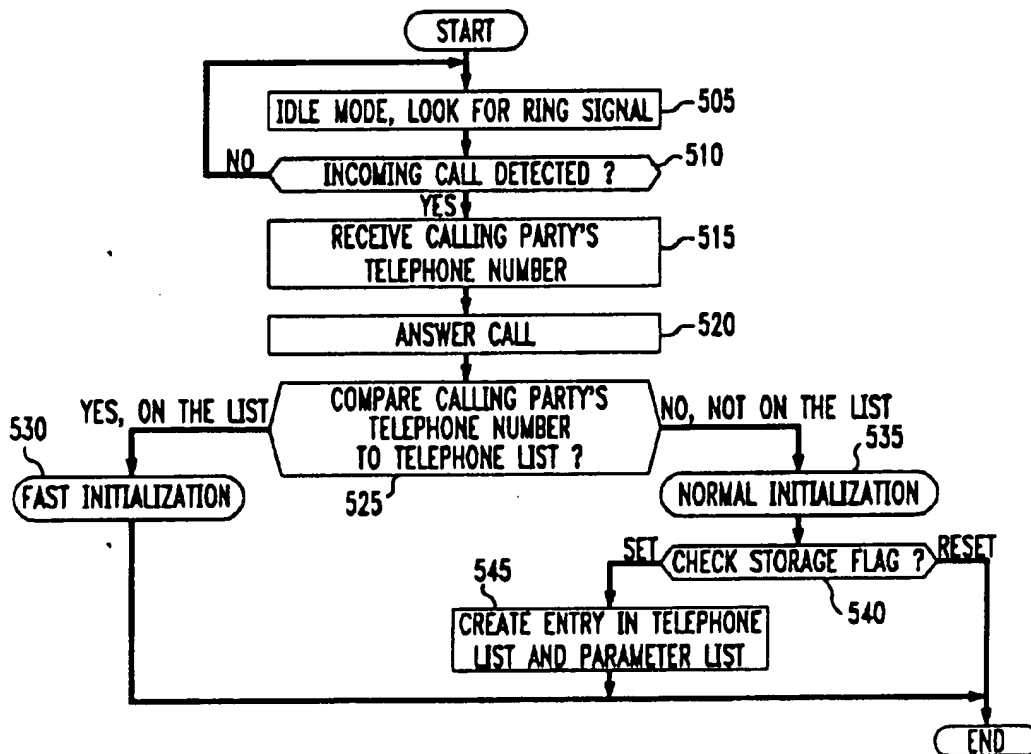 START
IDLE MODE, LOOK FOR RING SIGNAL
505
NO
INCOMING CALL DETECTED ?
510
YES
RECEIVE CALLING PARTY'S
TELEPHONE NUMBER
515
ANSWER CALL
520
YES, ON THE LIST
COMPARE CALLING PARTY'S
TELEPHONE NUMBER
TO TELEPHONE LIST ?
NO, NOT ON THE LIST
530
535
FAST INITIALIZATION
525
NORMAL INITIALIZATION
SET
CHECK STORAGE FLAG ?
RESET
545
540
CREATE ENTRY IN TELEPHONE
LIST AND PARAMETER LIST
END